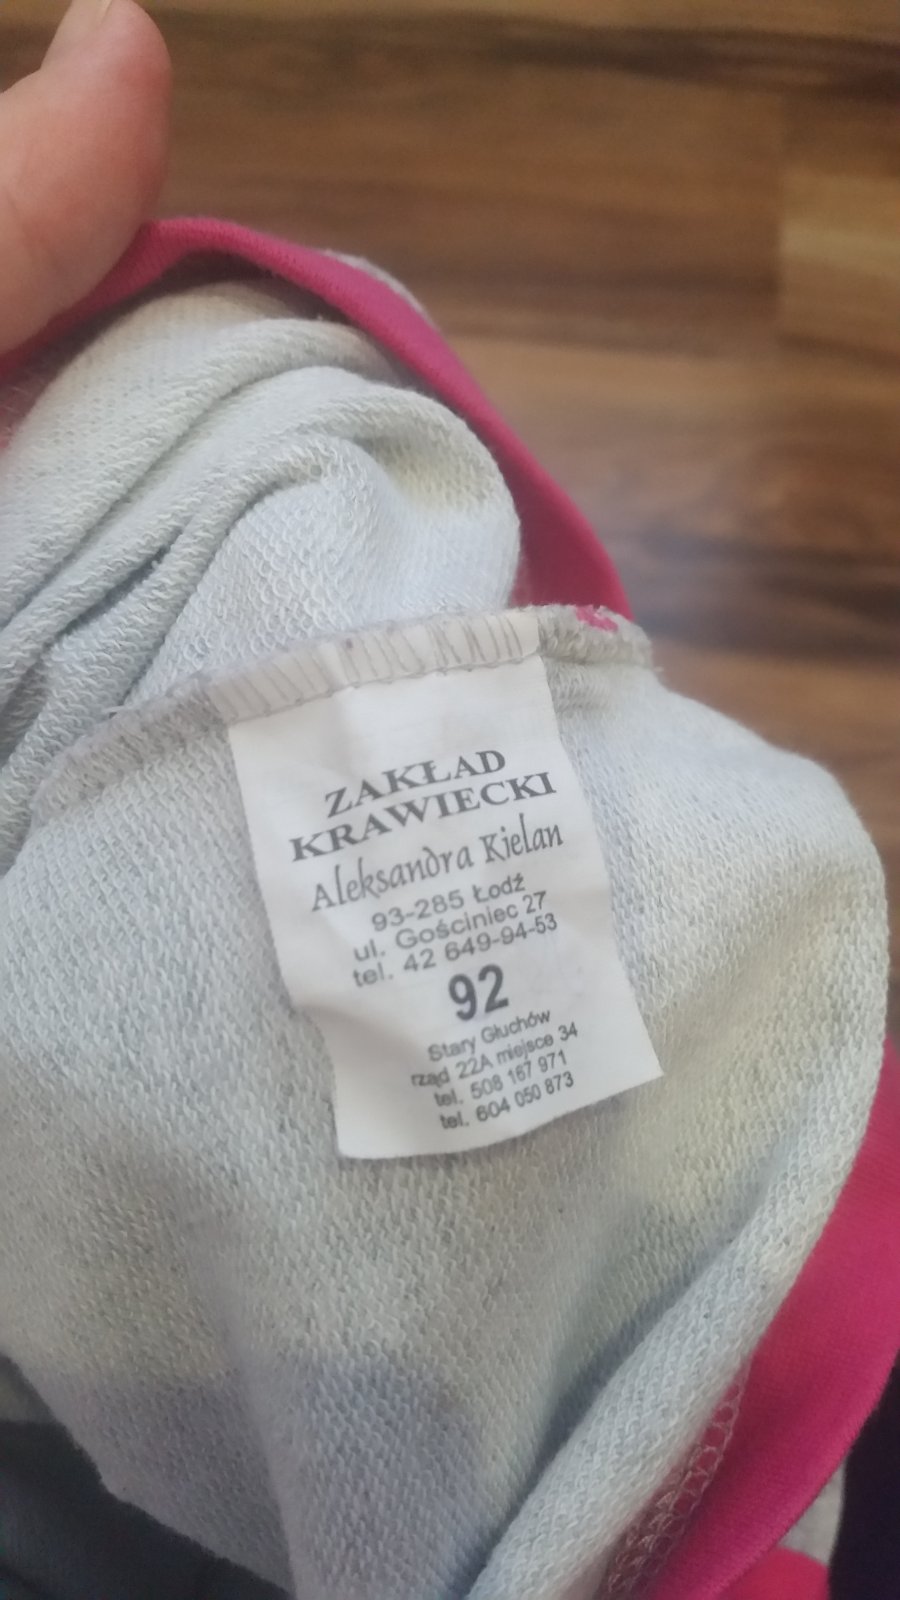 ZAKŁAD
KRAWIECKI
Aleksandra Kielan
93-285 Łodź
ul. Gościniec 27
tel. 42 649-94-53
92
Stary Głuchów
rząd 22A miejsce 34
tel. 508 167 971
tel. 604 050 873